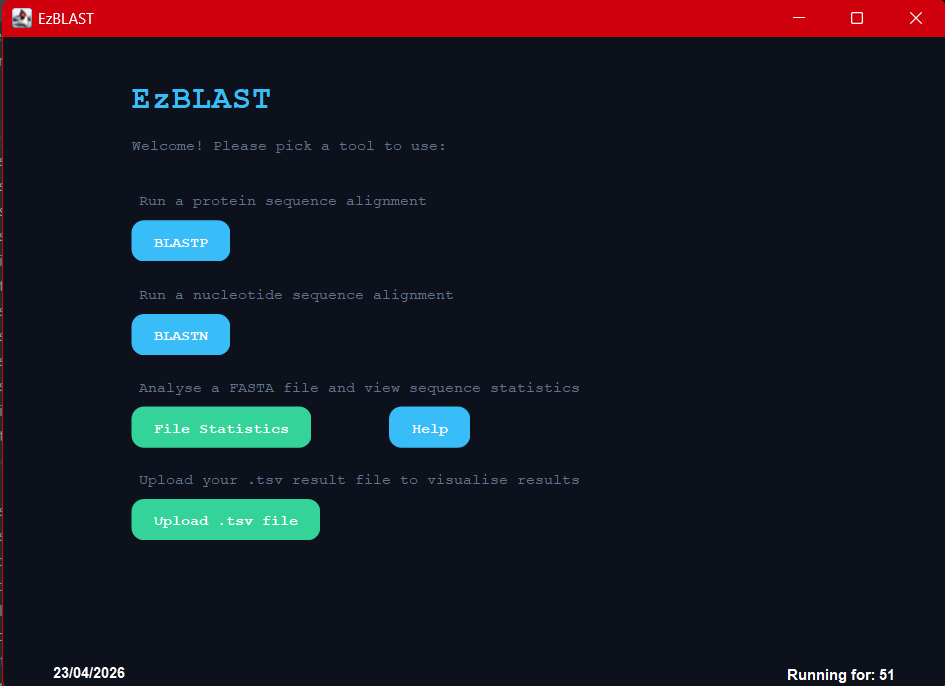 EzBLAST
EzBLAST
Welcome! Please pick a tool to use:
Run a protein sequence alignment
BLASTP
Run a nucleotide sequence alignment
BLASTN
Analyse a FASTA file and view sequence statistics
File Statistics Help
Upload your .tsv result file to visualise results
Upload .tsv file
23/04/2026 Running for: 51